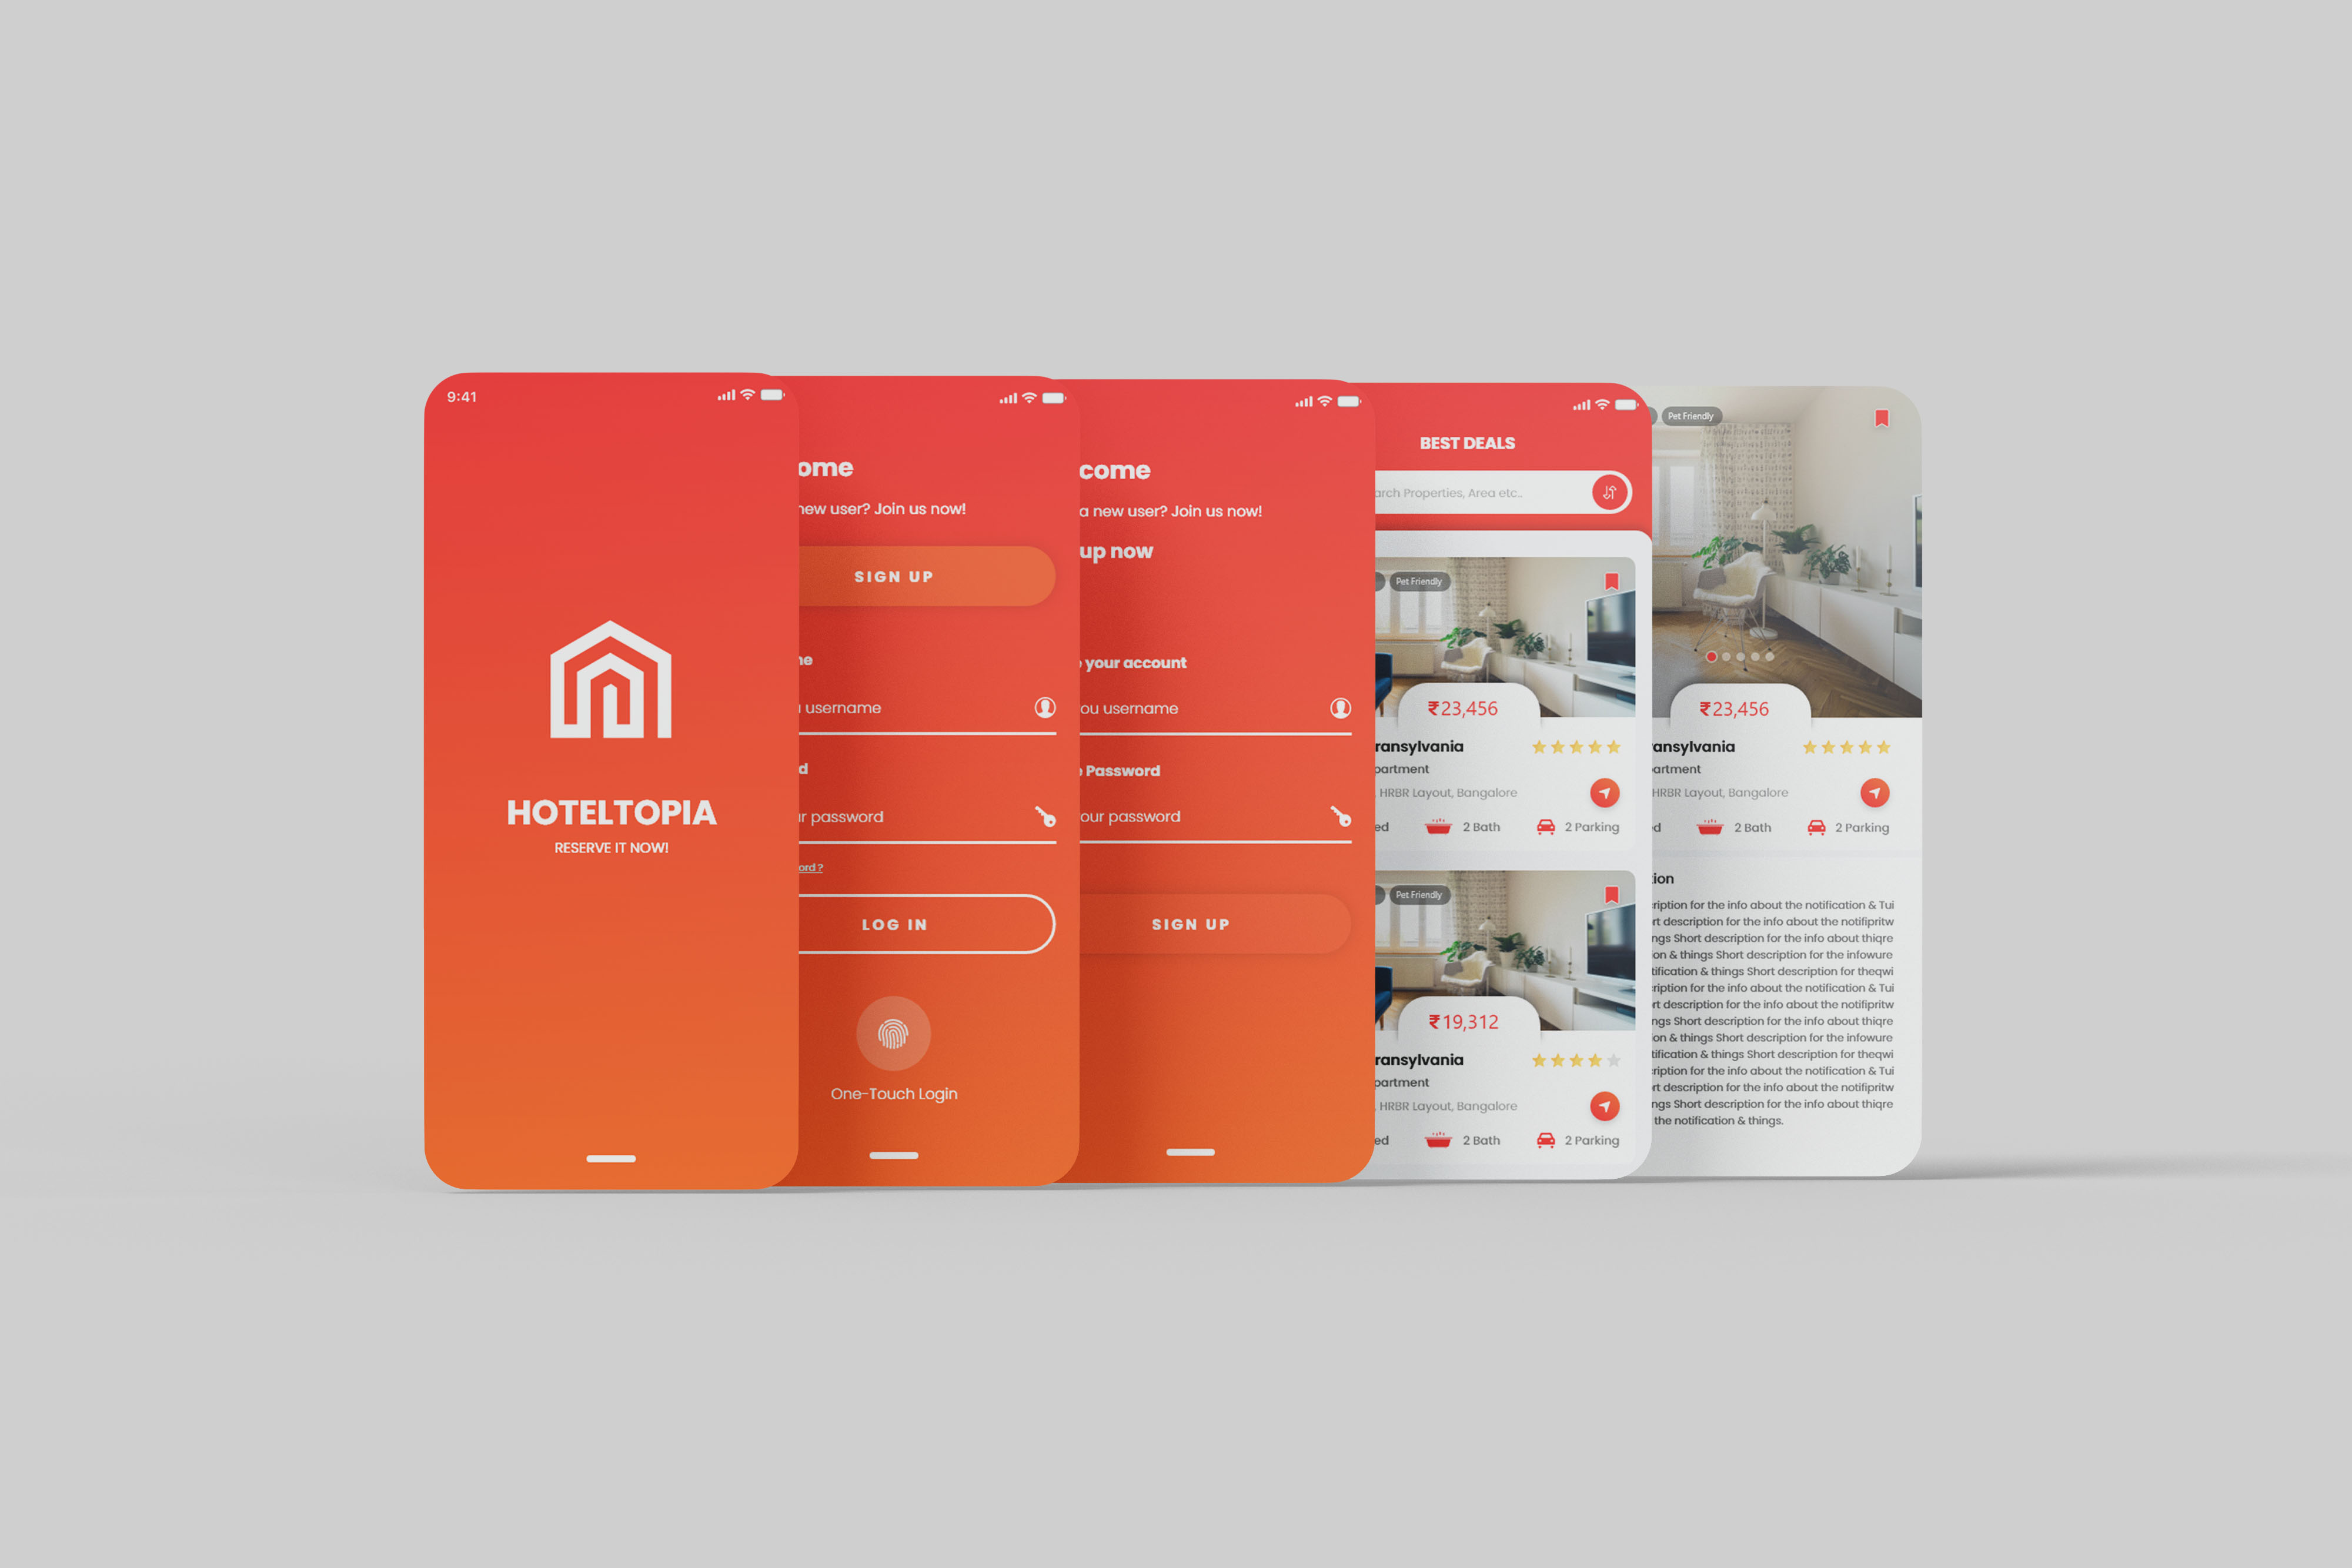 9:41
HOTELTOPIA
RESERVE IT NOW!
ome
new user? Join us now!
SIGN UP
ne
username
d
r password
ord ?
LOG IN
One-Touch Login
come
a new user? Join us now!
up now
your account
ou username
Password
our password
SIGN UP
BEST DEALS
arch Properties, Area etc..
Pet Friendly
₹23,456
ransylvania
partment
, HRBR Layout, Bangalore
ed
2 Bath
2 Parking
Pet Friendly
₹19,312
ransylvania
partment
, HRBR Layout, Bangalore
ed
2 Bath
2 Parking
Pet Friendly
₹23,456
ansylvania
artment
HRBR Layout, Bangalore
d
2 Bath
2 Parking
tion
ription for the info about the notification & Tui
rt description for the info about the notifipritw
ngs Short description for the info about thiqre
on & things Short description for the infowure
tification & things Short description for theqwi
ription for the info about the notification & Tui
rt description for the info about the notifipritw
ngs Short description for the info about thiqre
on & things Short description for the infowure
tification & things Short description for theqwi
ription for the info about the notification & Tui
rt description for the info about the notifipritw
ngs Short description for the info about thiqre
the notification & things.